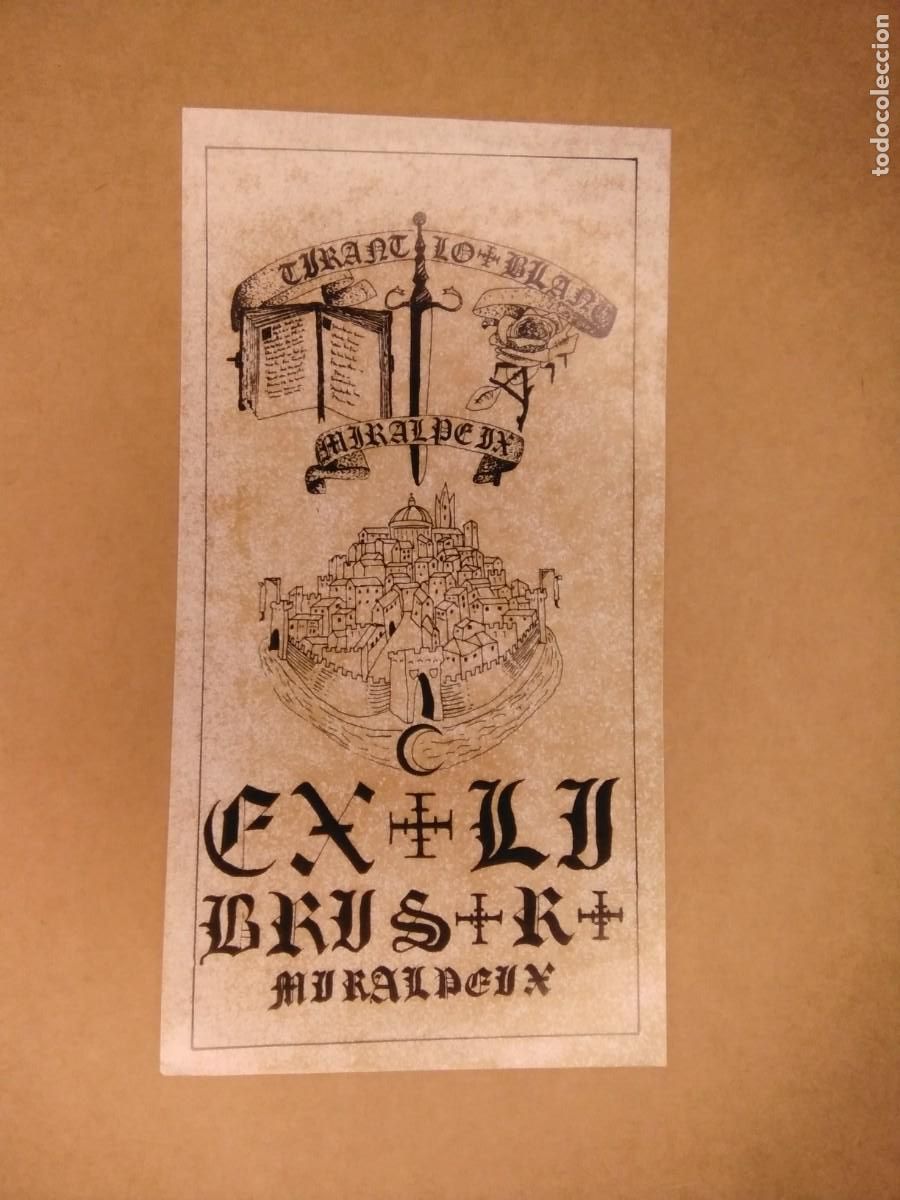 TIRANT LO+BLANC
MIRALPEIX
EX+LI
BRIS+R+
MIRALPEIX
todocoleccion